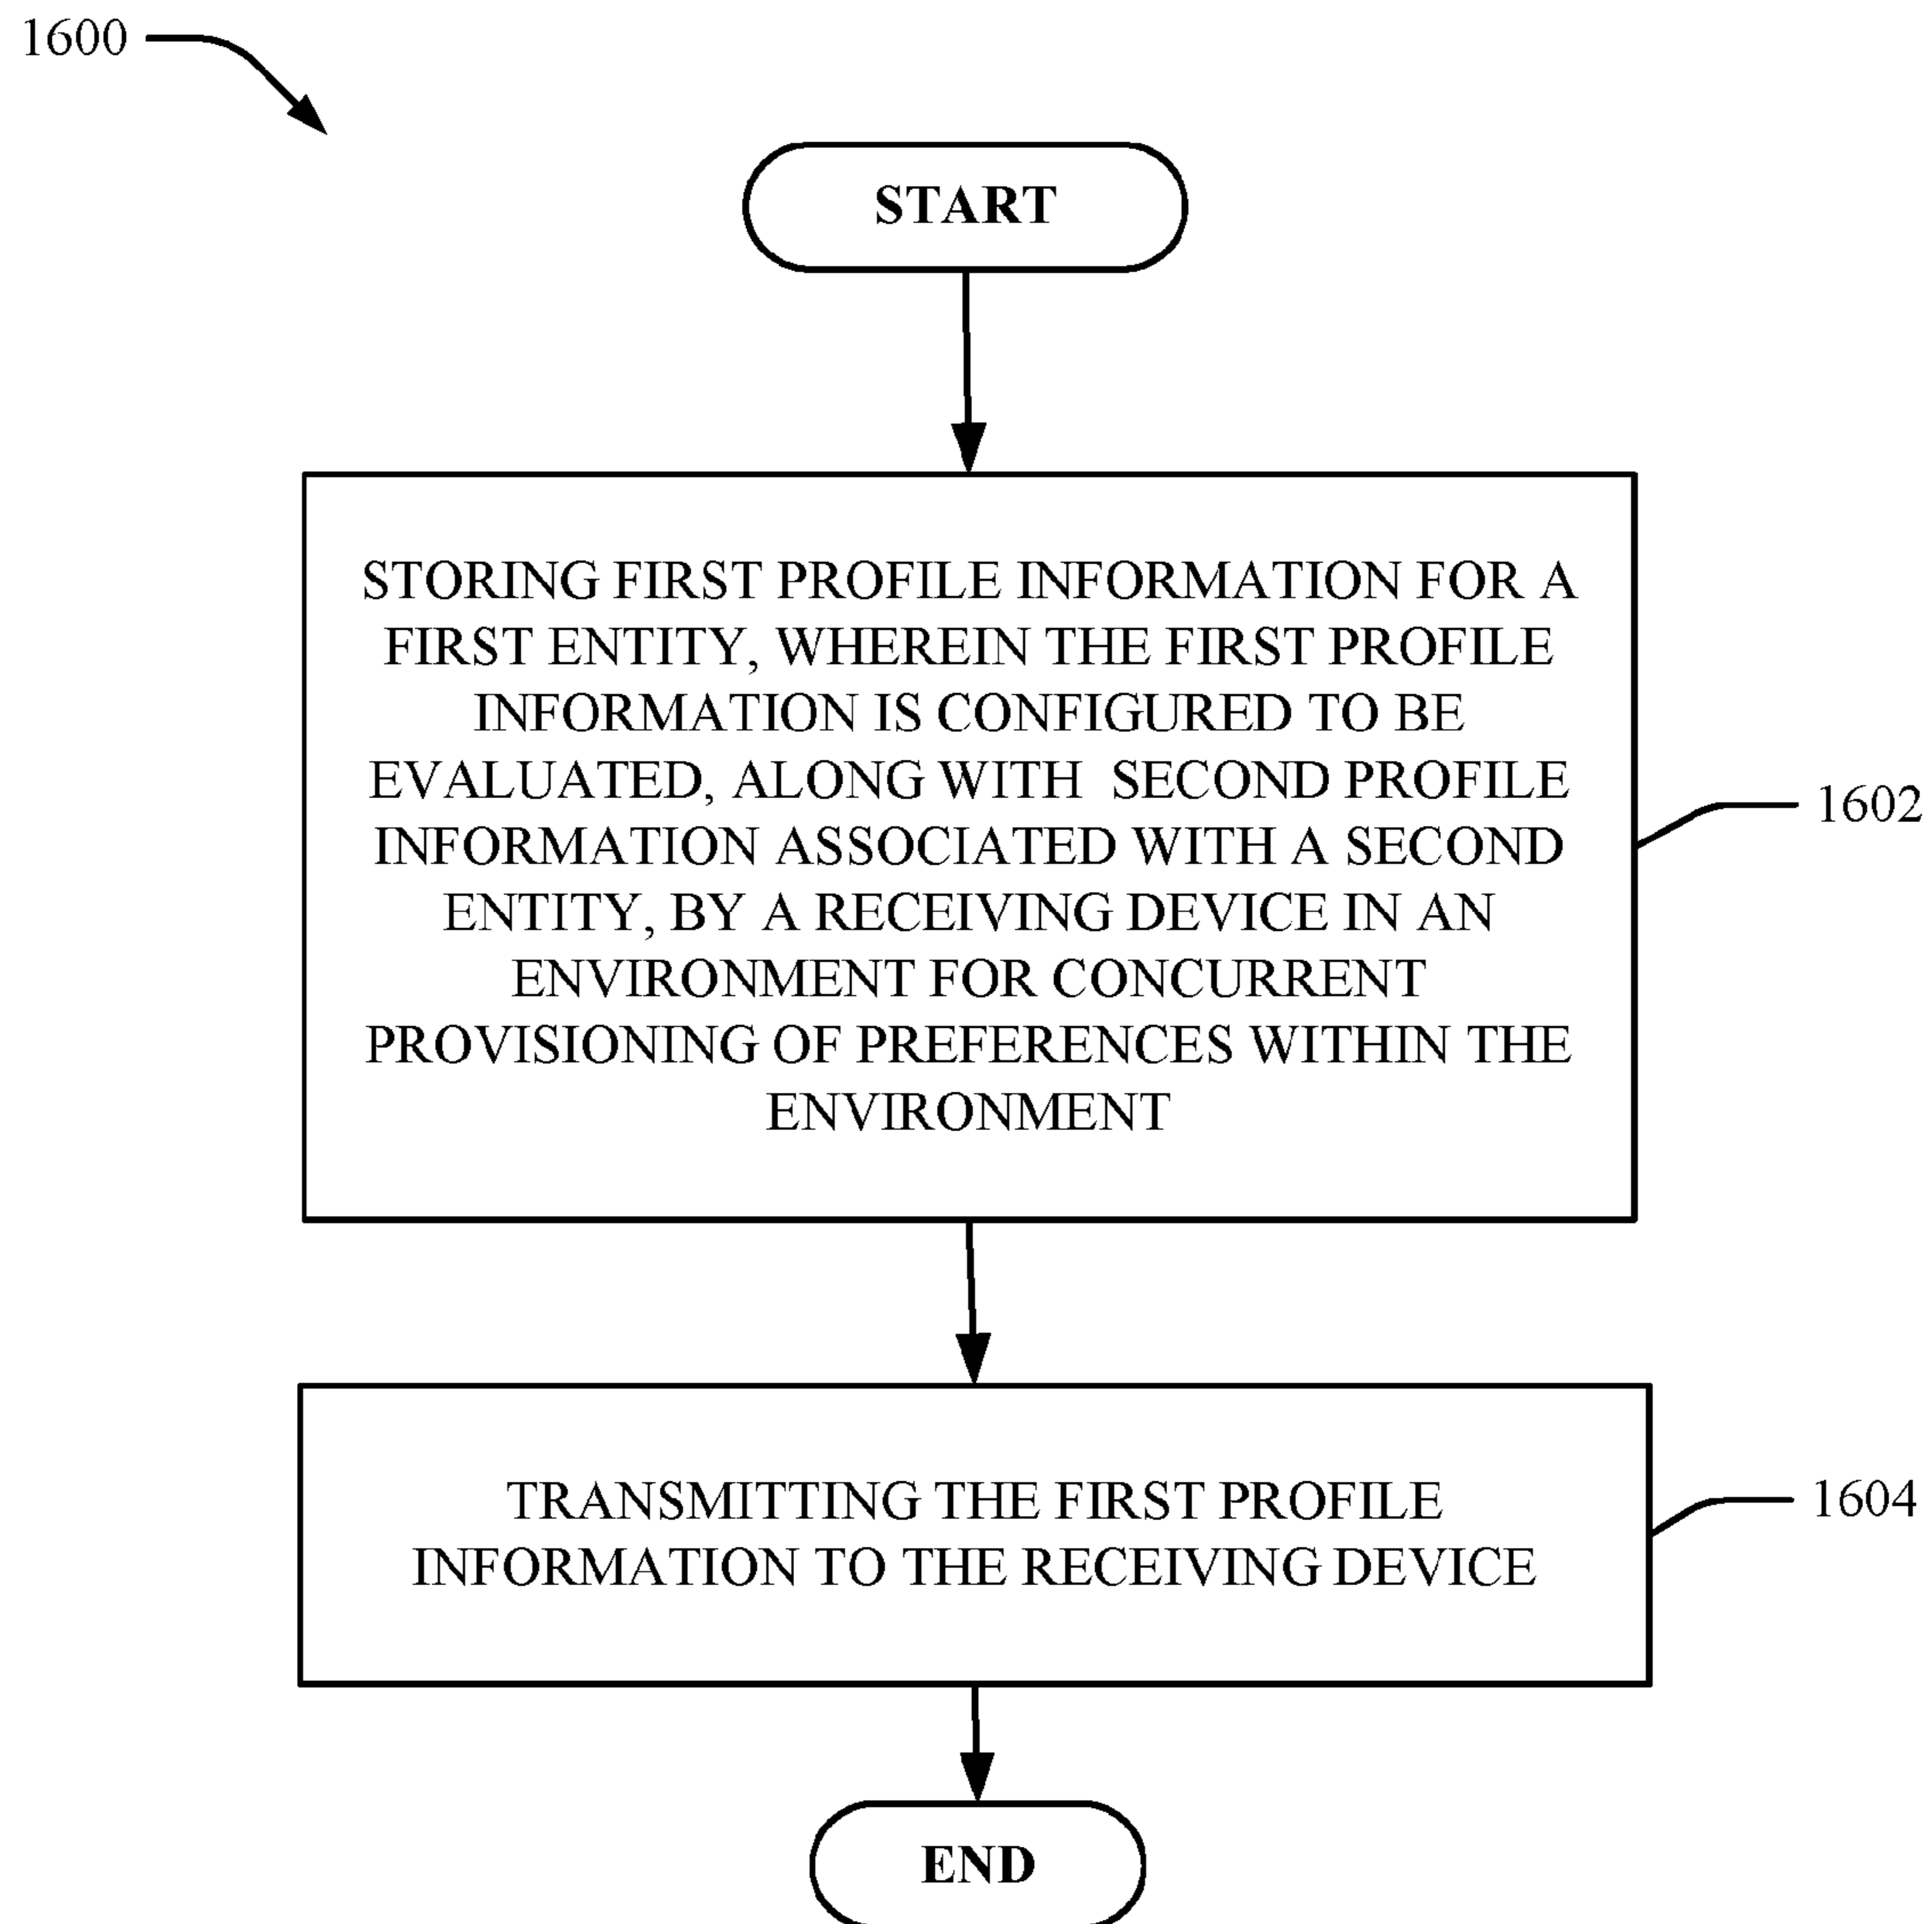 1600
START
STORING FIRST PROFILE INFORMATION FOR A
FIRST ENTITY, WHEREIN THE FIRST PROFILE
INFORMATION IS CONFIGURED TO BE
EVALUATED, ALONG WITH SECOND PROFILE
INFORMATION ASSOCIATED WITH A SECOND
ENTITY, BY A RECEIVING DEVICE IN AN
ENVIRONMENT FOR CONCURRENT
PROVISIONING OF PREFERENCES WITHIN THE
ENVIRONMENT
1602
TRANSMITTING THE FIRST PROFILE
INFORMATION TO THE RECEIVING DEVICE
1604
END